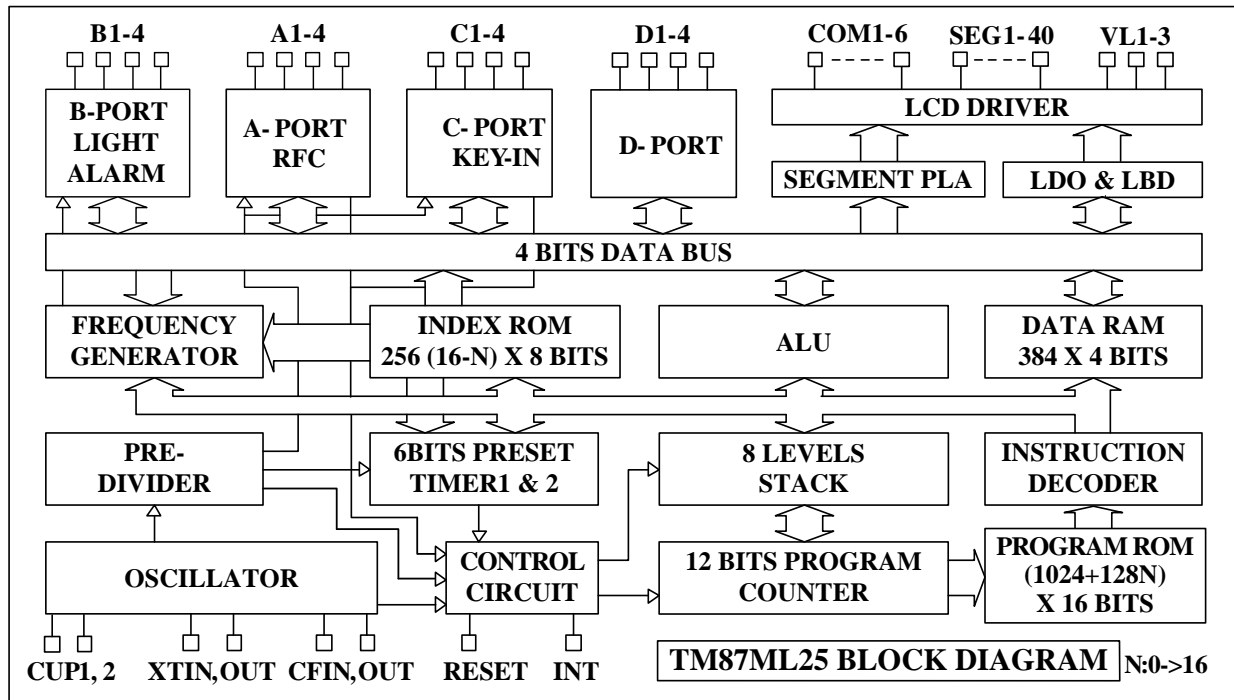 B1-4 A1-4 C1-4 D1-4 COM1-6 SEG1-40 VL1-3
B-PORT
LIGHT
ALARM
A- PORT
RFC
C- PORT
KEY-IN
D- PORT
LCD DRIVER
SEGMENT PLA
LDO & LBD
4 BITS DATA BUS
FREQUENCY
GENERATOR
INDEX ROM
256 (16-N) X 8 BITS
ALU
DATA RAM
384 X 4 BITS
PRE-
DIVIDER
6BITS PRESET
TIMER1 & 2
8 LEVELS
STACK
INSTRUCTION
DECODER
OSCILLATOR
CONTROL
CIRCUIT
12 BITS PROGRAM
COUNTER
PROGRAM ROM
(1024+128N)
X 16 BITS
CUP1, 2 XTIN,OUT CFIN,OUT RESET INT
TM87ML25 BLOCK DIAGRAM N:0->16